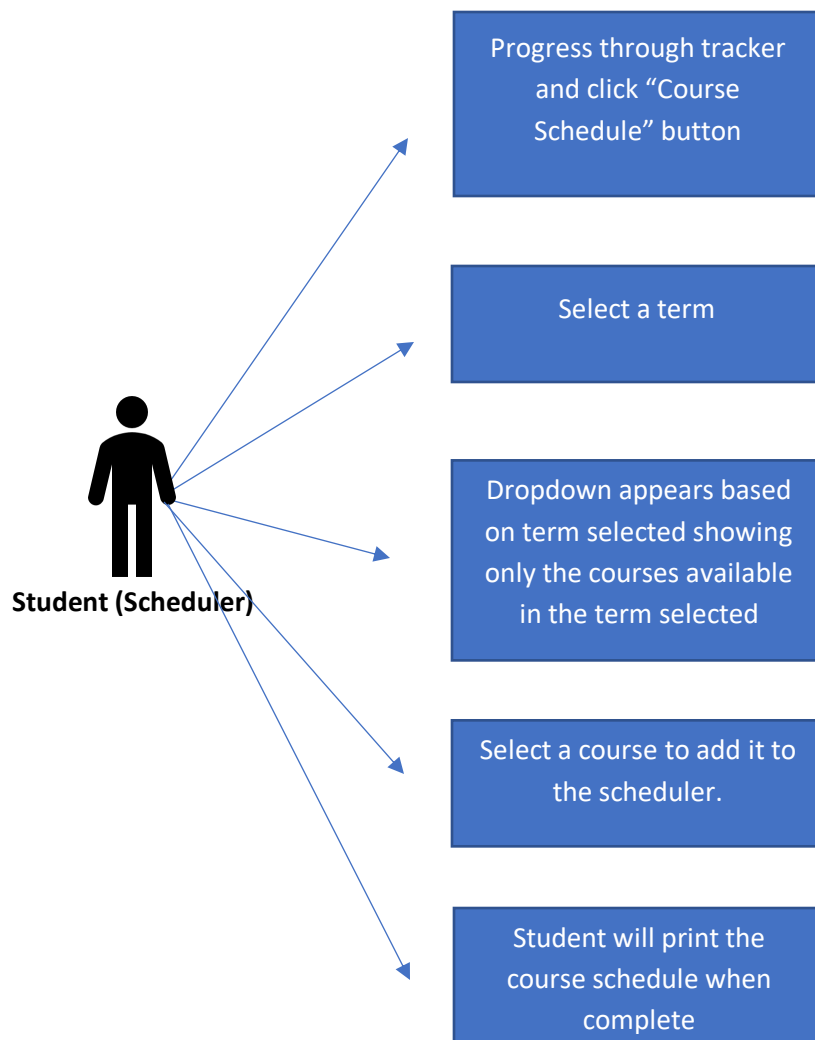 Progress through tracker
and click “Course
Schedule” button
Select a term
Dropdown appears based
on term selected showing
only the courses available
in the term selected
Student (Scheduler)
Select a course to add it to
the scheduler.
Student will print the
course schedule when
complete